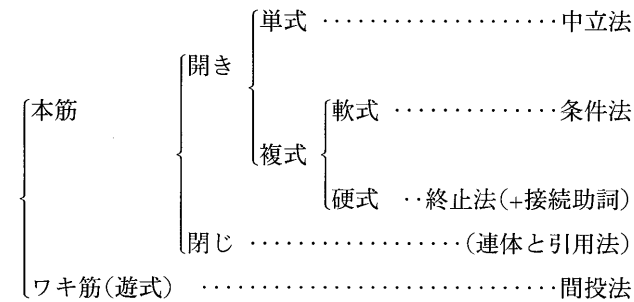 単式 ・・・・・・・・・・・・・・・・・・・・ 中立法
開き
本筋
軟式 ・・・・・・・・・・・・・・ 条件法
複式
硬式 ・・終止法(+接続助詞)
閉じ ・・・・・・・・・・・・・・・・・・ (連体と引用法)
ワキ筋(遊式) ・・・・・・・・・・・・・・・・・・・・・・・・・・・・・・ 間投法